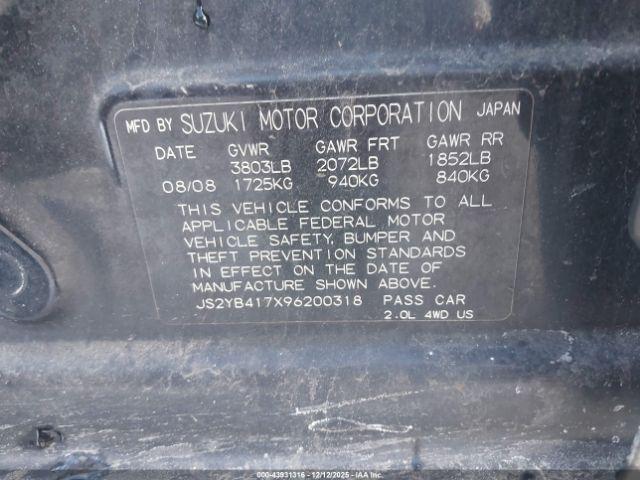 MFD BY SUZUKI MOTOR CORPORATION JAPAN
DATE GVWR GAWR FRT GAWR RR
3803LB 2072LB 1852LB
08/08 1725KG 940KG 840KG
THIS VEHICLE CONFORMS TO ALL
APPLICABLE FEDERAL MOTOR
VEHICLE SAFETY, BUMPER AND
THEFT PREVENTION STANDARDS
IN EFFECT ON THE DATE OF
MANUFACTURE SHOWN ABOVE.
JS2YB417X96200318 PASS CAR
2.0L 4WD US
000-43931316 - 12/12/2025 - IAAI.com